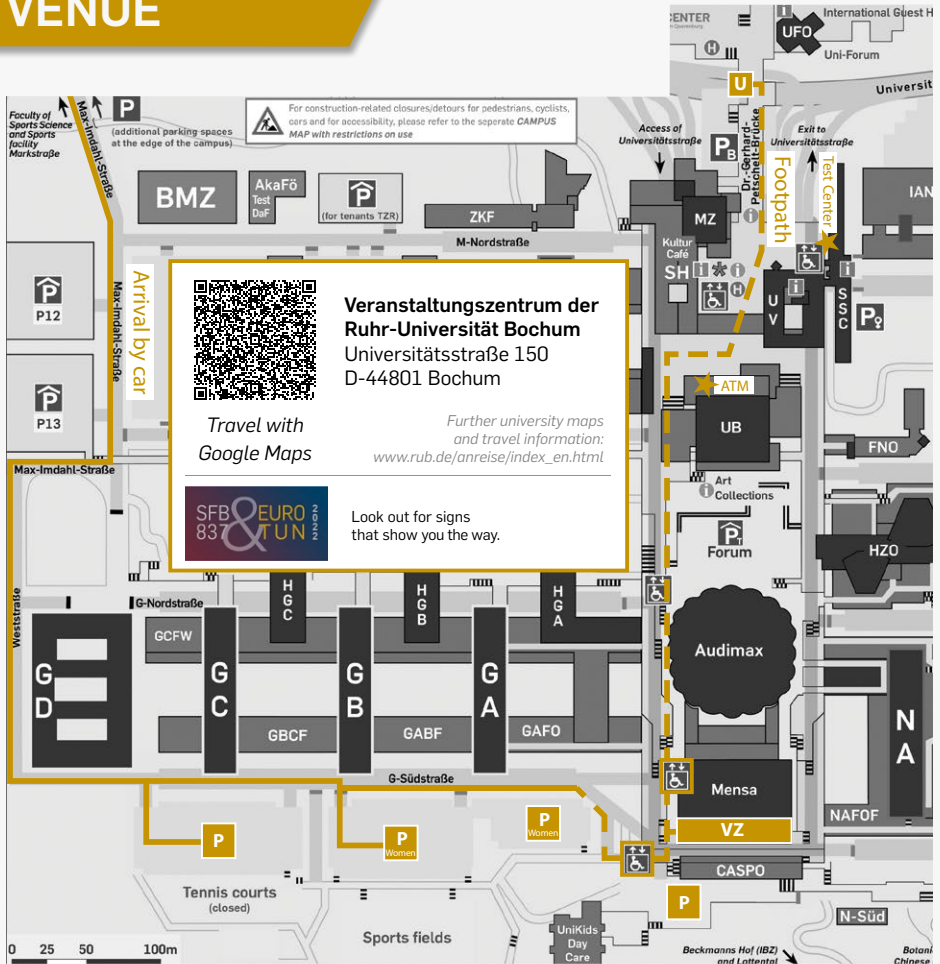 VENUE
CENTER
International Guest H
UFO
Uni-Forum
H
U
Universit
Faculty of
Sports Science
and Sports
facility
Markstraße
Max-Imdahl-Straße
P
(additional parking spaces
at the edge of the campus)
For construction-related closures/detours for pedestrians, cyclists,
cars and for accessibility, please refer to the seperate CAMPUS
MAP with restrictions on use
Access of
Universitätsstraße
PB
Dr.-Gerhard-
Petschelt-Brücke
Exit to
Universitätsstraße
Footpath
Test Center
BMZ
AkaFö
Test
DaF
P
(for tenants TZR)
ZKF
MZ
IAN
M-Nordstraße
Kultur
Café
SH
H
UV
SSC
P
P12
Max-Imdahl-Straße
Arrival by car
P13
Veranstaltungszentrum der
Ruhr-Universität Bochum
Universitätsstraße 150
D-44801 Bochum
Travel with
Google Maps
Further university maps
and travel information:
www.rub.de/anreise/index_en.html
SFB
837
&
EURO
TUN
2022
Look out for signs
that show you the way.
ATM
UB
FNO
Max-Imdahl-Straße
Art
Collections
P
Forum
HZO
Weststraße
G-Nordstraße
HGC
HGB
HGA
GCFW
Audimax
GD
GC
GB
GA
NA
GBCF
GABF
GAFO
G-Südstraße
Mensa
NAFOF
VZ
P
P
Women
P
Women
CASPO
P
Tennis courts
(closed)
N-Süd
Sports fields
UniKids
Day
Care
0 25 50 100m
Beckmanns Hof (IBZ)
and Lottental
Botani
Chinese